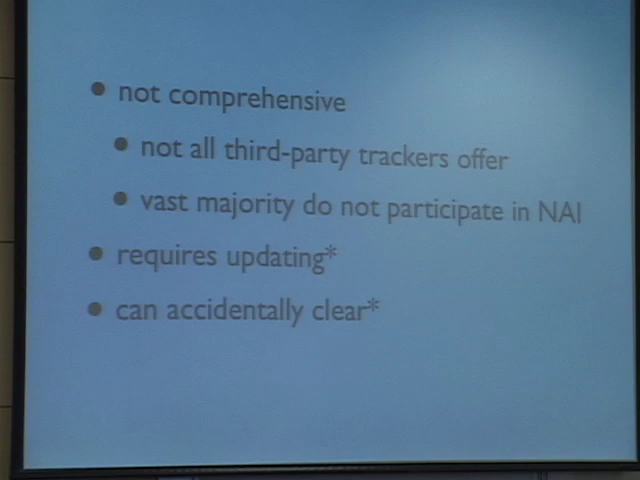 not comprehensive
not all third-party trackers offer
vast majority do not participate in NAI
requires updating*
can accidentally clear*